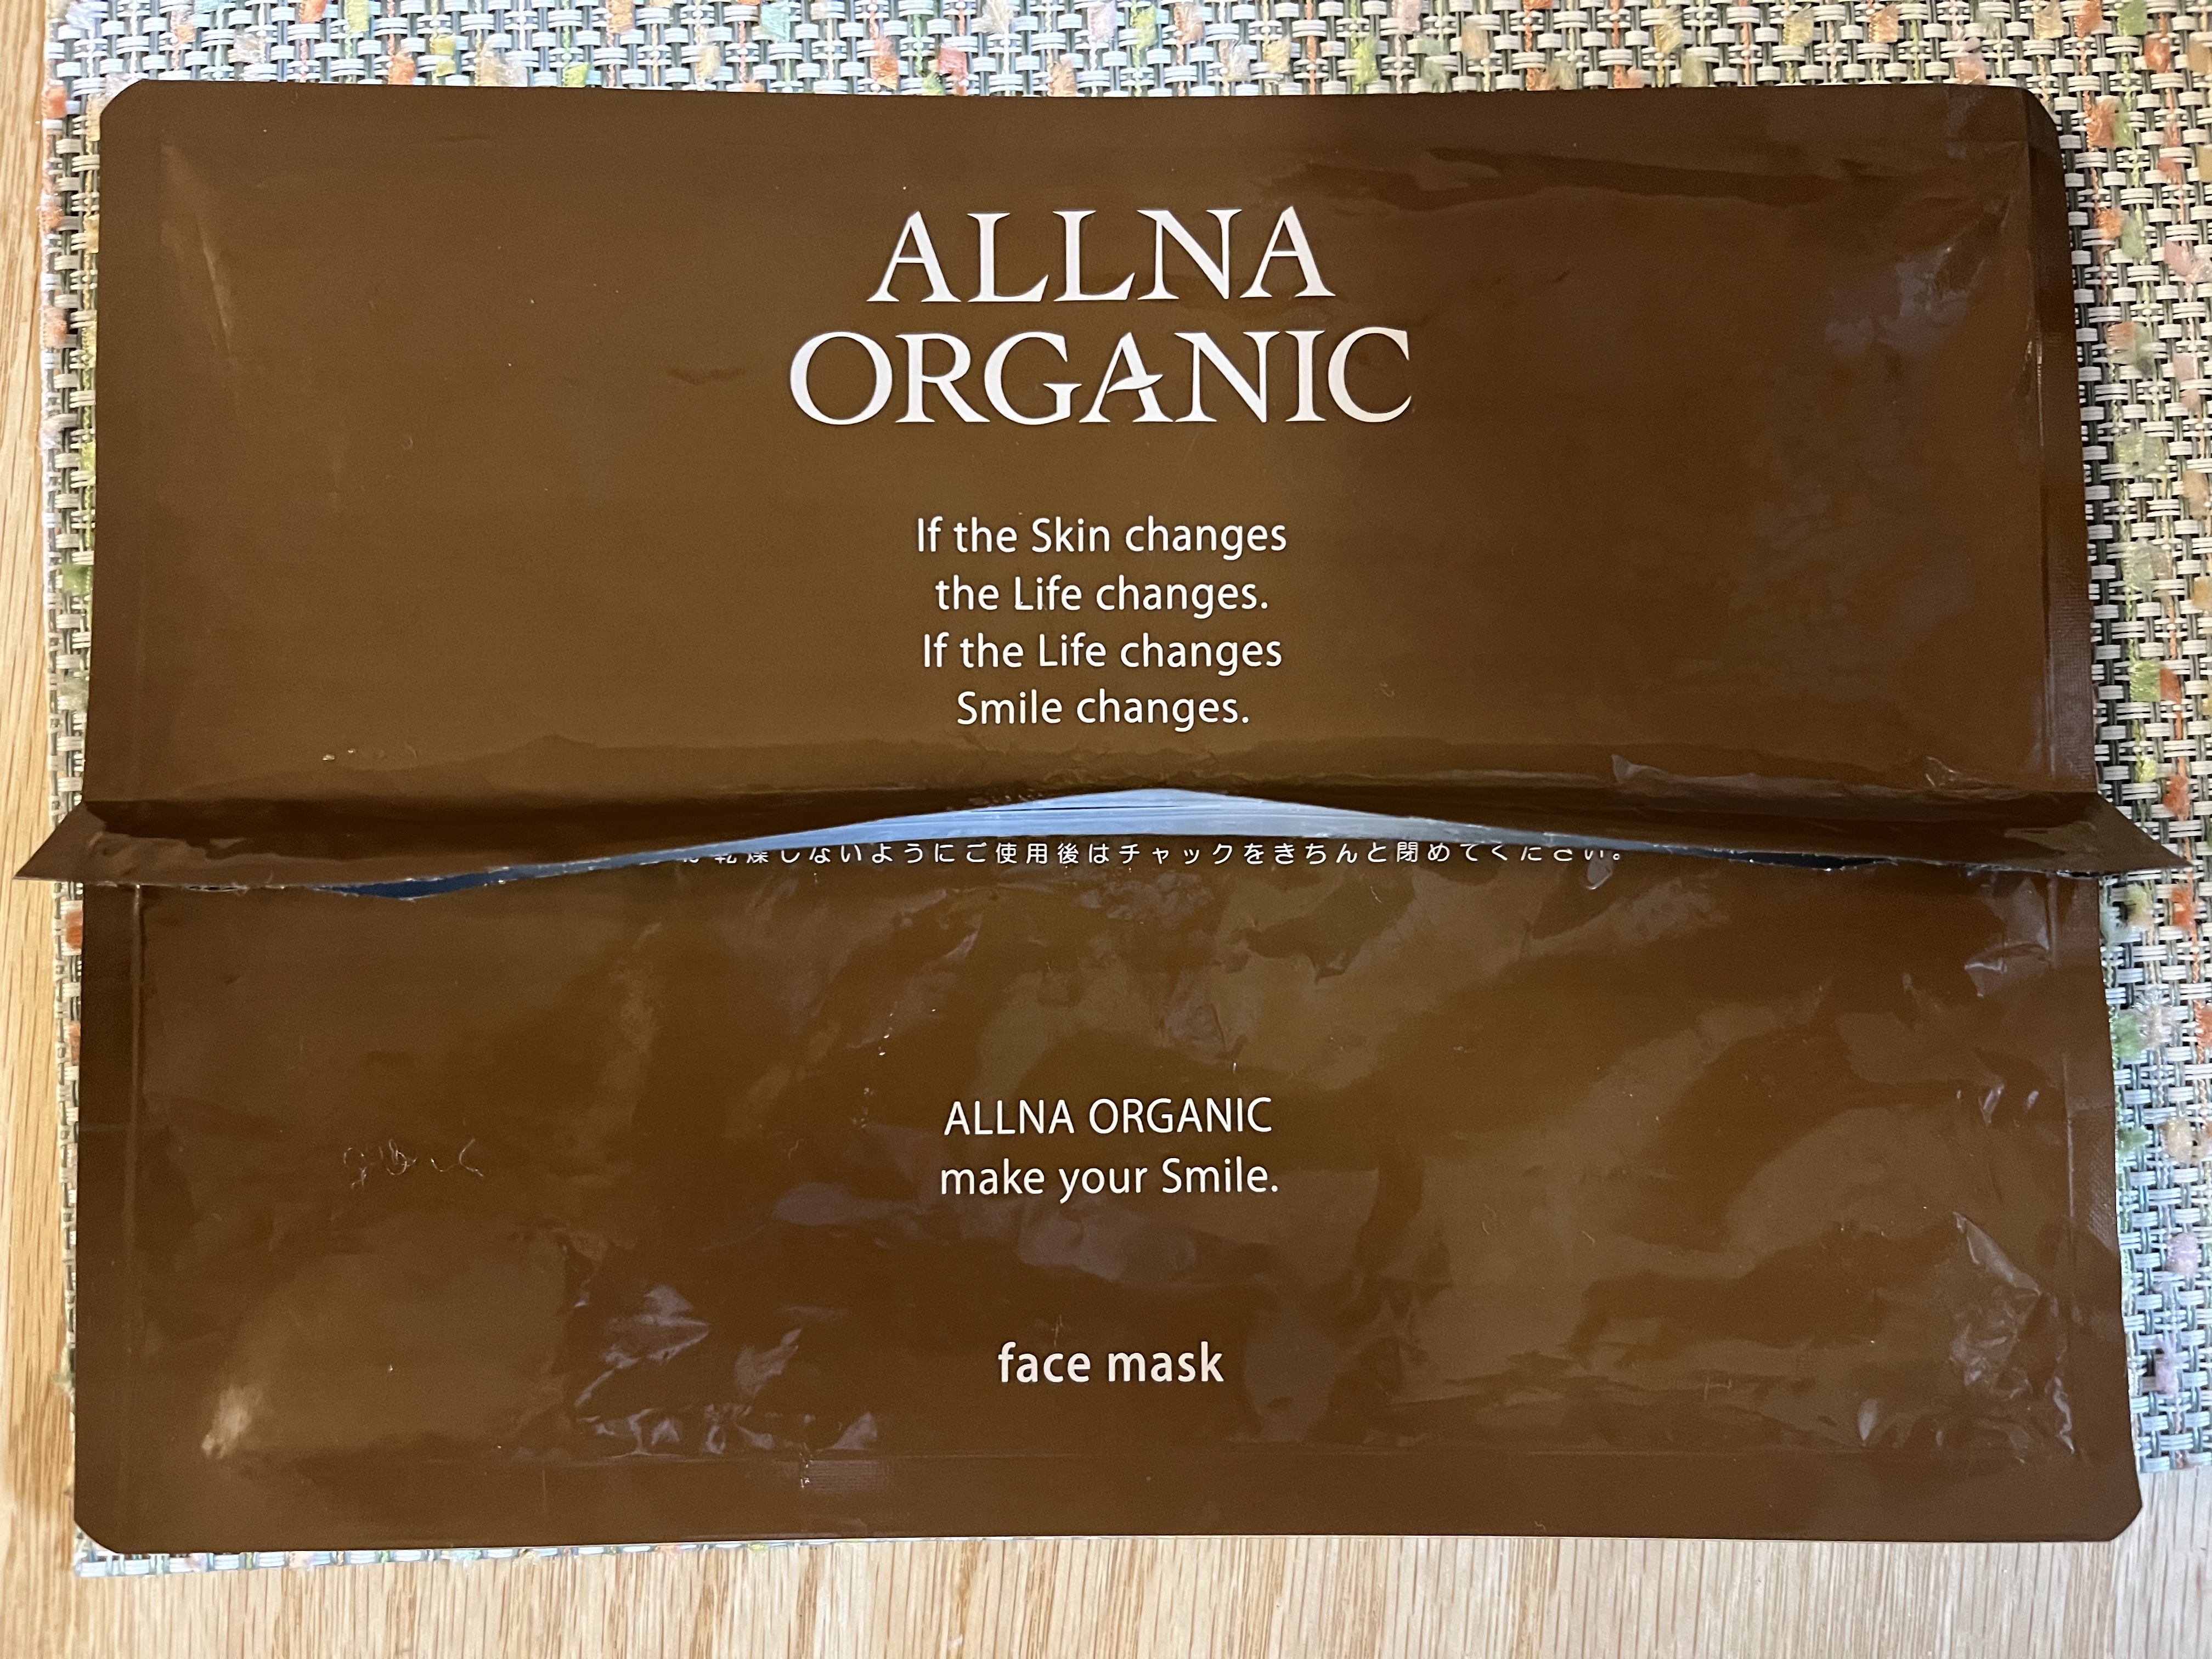 ALLNA
ORGANIC
If the Skin changes
the Life changes.
If the Life changes
Smile changes.
乾燥しないようにご使用後はチャックをきちんと閉めてください。
ALLNA ORGANIC
make your Smile.
face mask